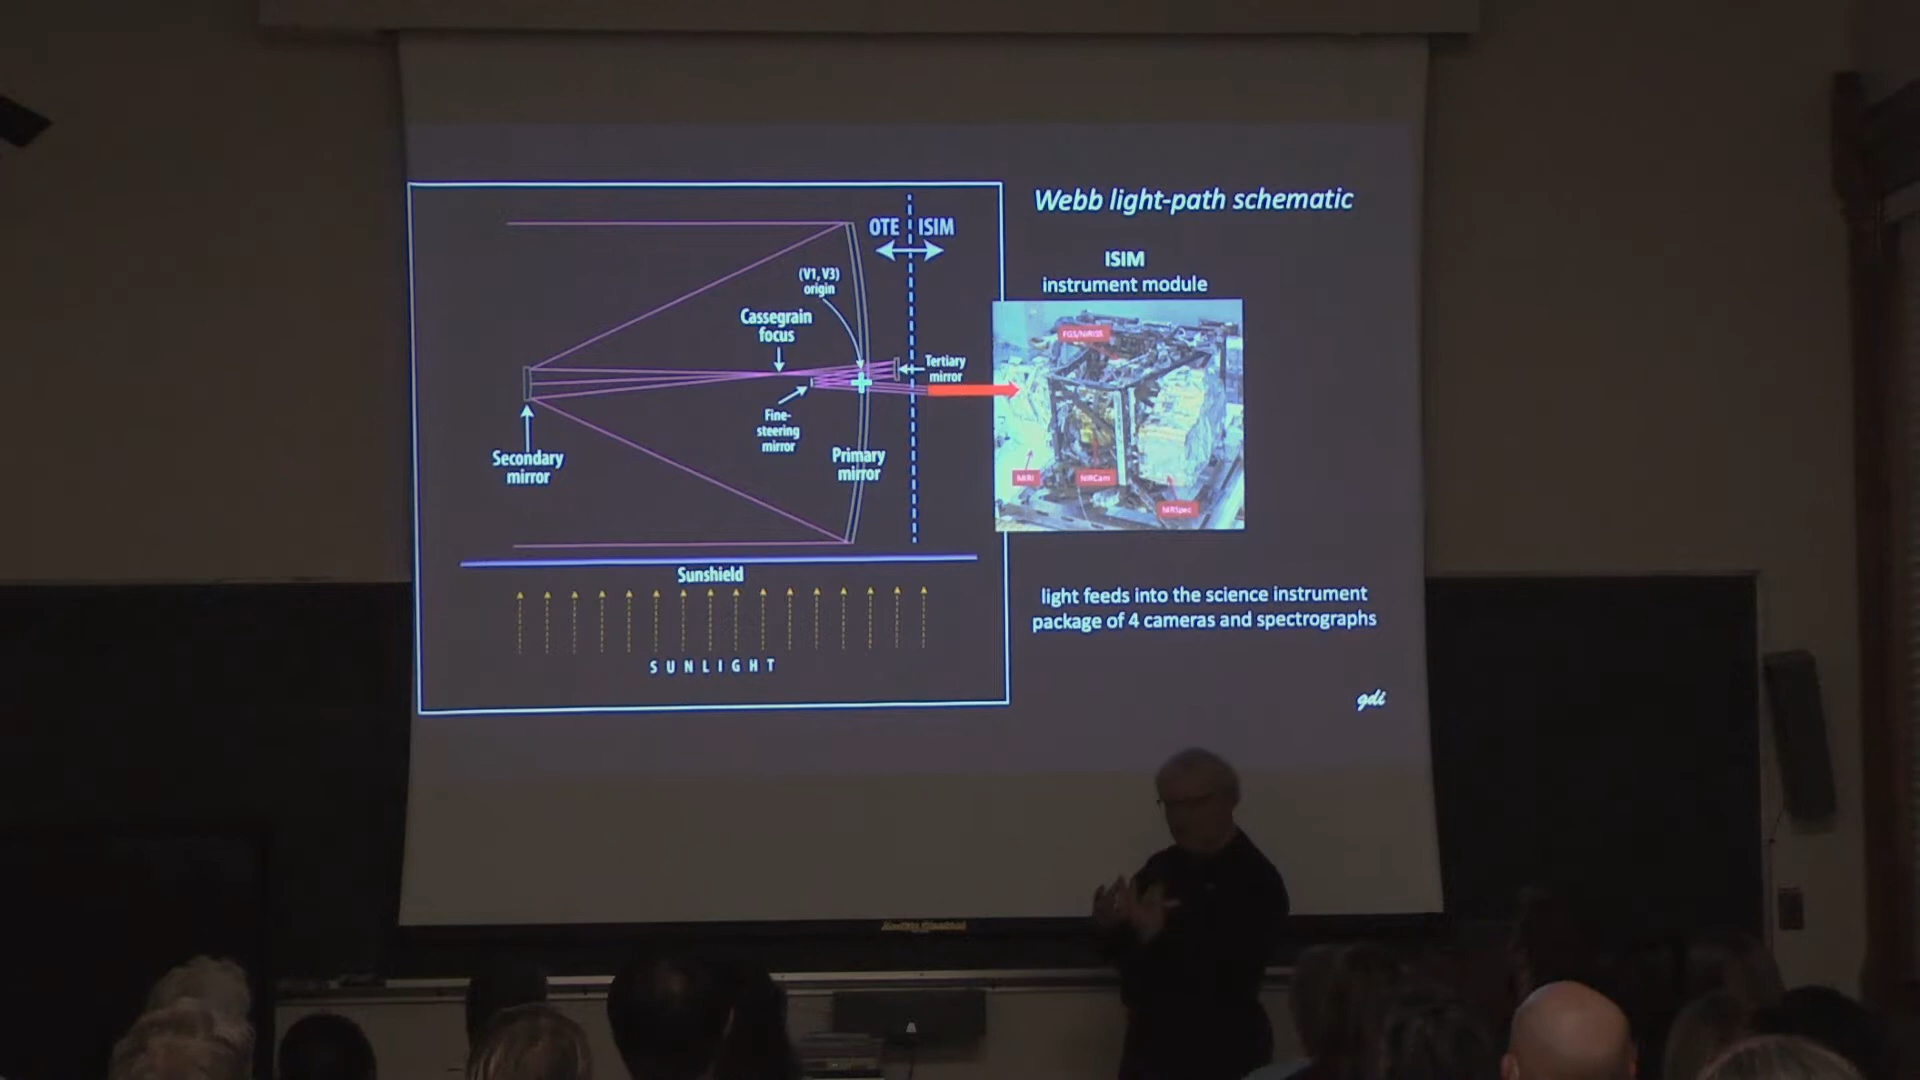 Webb light-path schematic
OTE
ISIM
(V1, V3)
origin
Cassegrain
focus
Tertiary
mirror
Fine-
steering
mirror
Secondary
mirror
Primary
mirror
Sunshield
SUNLIGHT
ISIM
instrument module
FGS/NIRISS
MIRI
NIRCam
NIRSpec
light feeds into the science instrument
package of 4 cameras and spectrographs
gdi